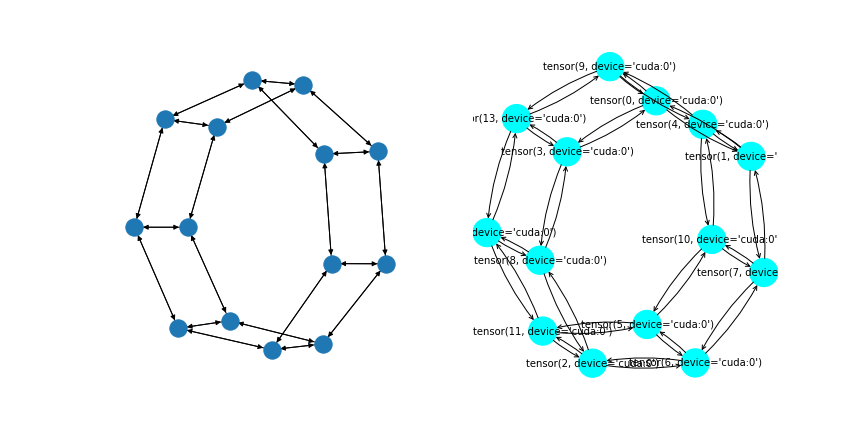 tensor(9, device='cuda:0')
tensor(0, device='cuda:0')
r(13, device='cuda:0')
tensor(4, device='cuda:0')
tensor(3, device='cuda:0')
tensor(1, device='
device='cuda:0')
tensor(10, device='cuda:0'
tensor(8, device='cuda:0')
tensor(7, device
tensor(5, device='cuda:0')
tensor(11, device='cuda:0')
tensor(2, device='cuda:0')
tensor(6, device='cuda:0')